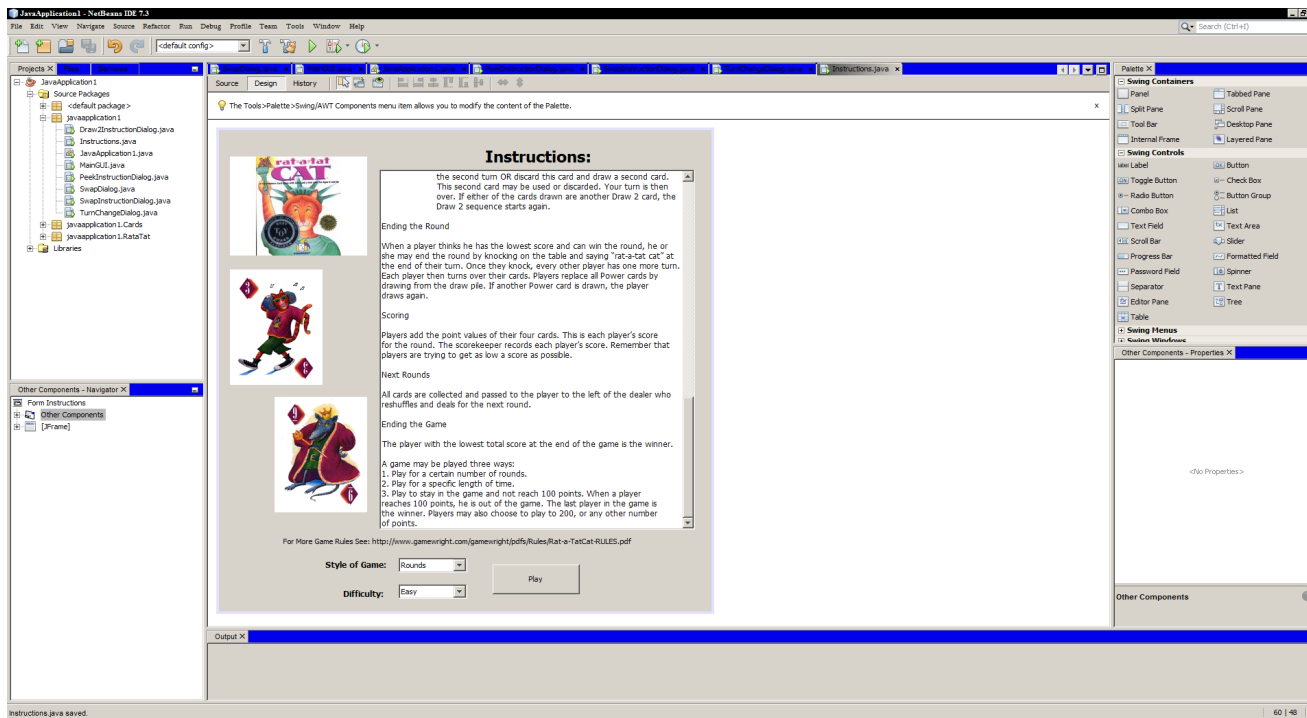 JavaApplication1 - NetBeans IDE 7.3
File Edit View Navigate Source Refactor Run Debug Profile Team Tools Window Help
Search (Ctrl+I)
<default config>
Projects
JavaApplication1
Source Packages
<default package>
javaapplication1
Draw2InstructionDialog.java
Instructions.java
JavaApplication1.java
MainGUI.java
PeekInstructionDialog.java
SwapDialog.java
SwapInstructionDialog.java
TurnChangeDialog.java
javaapplication1.Cards
javaapplication1.RataTat
Libraries
Other Components - Navigator
Form Instructions
Other Components
[JFrame]
Instructions.java
Source Design History
The Tools>Palette>Swing/AWT Components menu item allows you to modify the content of the Palette.
rat-a-tat
CAT
3
3
9
9
Instructions:
the second turn OR discard this card and draw a second card.
This second card may be used or discarded. Your turn is then
over. If either of the cards drawn are another Draw 2 card, the
Draw 2 sequence starts again.
Ending the Round
When a player thinks he has the lowest score and can win the round, he or
she may end the round by knocking on the table and saying “rat-a-tat cat” at
the end of their turn. Once they knock, every other player has one more turn.
Each player then turns over their cards. Players replace all Power cards by
drawing from the draw pile. If another Power card is drawn, the player
draws again.
Scoring
Players add the point values of their four cards. This is each player’s score
for the round. The scorekeeper records each player’s score. Remember that
players are trying to get as low a score as possible.
Next Rounds
All cards are collected and passed to the player to the left of the dealer who
reshuffles and deals for the next round.
Ending the Game
The player with the lowest total score at the end of the game is the winner.
A game may be played three ways:
1. Play for a certain number of rounds.
2. Play for a specific length of time.
3. Play to stay in the game and not reach 100 points. When a player
reaches 100 points, he is out of the game. The last player in the game is
the winner. Players may also choose to play to 200, or any other number
of points.
For More Game Rules See: http://www.gamewright.com/gamewright/pdfs/Rules/Rat-a-TatCat-RULES.pdf
Style of Game: Rounds
Difficulty: Easy
Play
Output
Palette
Swing Containers
Panel Tabbed Pane
Split Pane Scroll Pane
Tool Bar Desktop Pane
Internal Frame Layered Pane
Swing Controls
Label Button
Toggle Button Check Box
Radio Button Button Group
Combo Box List
Text Field Text Area
Scroll Bar Slider
Progress Bar Formatted Field
Password Field Spinner
Separator Text Pane
Editor Pane Tree
Table
Swing Menus
Swing Windows
Other Components - Properties
<No Properties>
Other Components
Instructions.java saved.
60 | 48